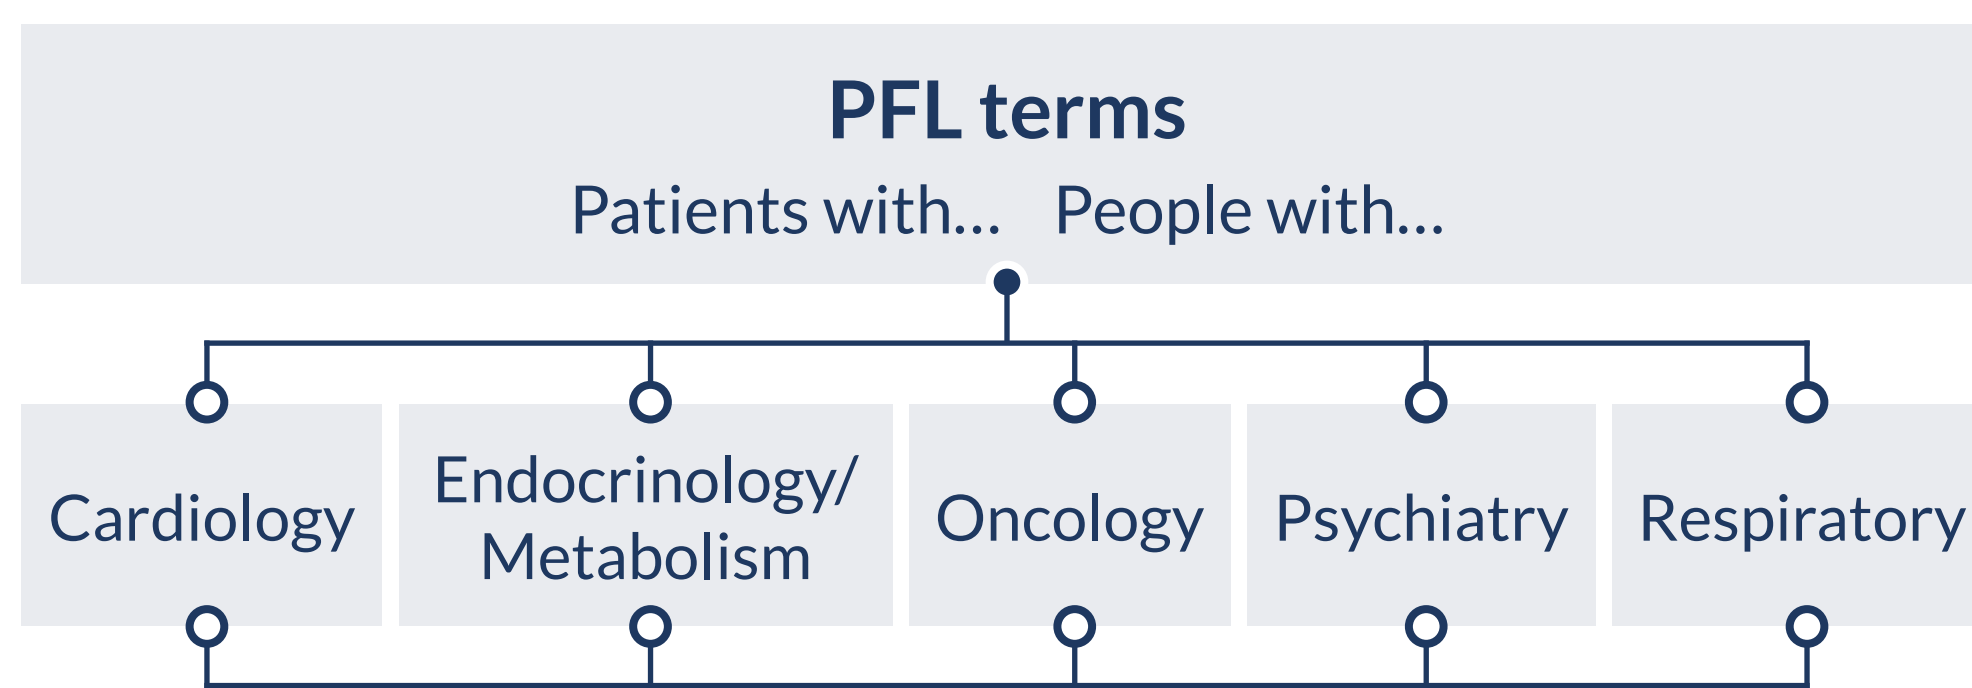 PFL terms
Patients with... People with...
Cardiology
Endocrinology/
Metabolism
Oncology
Psychiatry
Respiratory